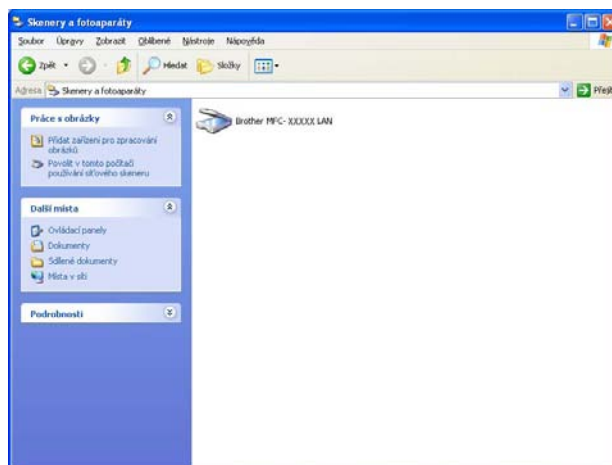 Skenery a fotoaparáty
Soubor Úpravy Zobrazit Oblíbené Nástroje Nápověda
Zpět Hledat Složky
Adresa Skenery a fotoaparáty Přejít
Práce s obrázky
Přidat zařízení pro zpracování
obrázků
Povolit v tomto počítači
používání síťového skeneru
Další místa
Ovládací panely
Dokumenty
Sdílené dokumenty
Místa v síti
Podrobnosti
Brother MFC- XXXXX LAN